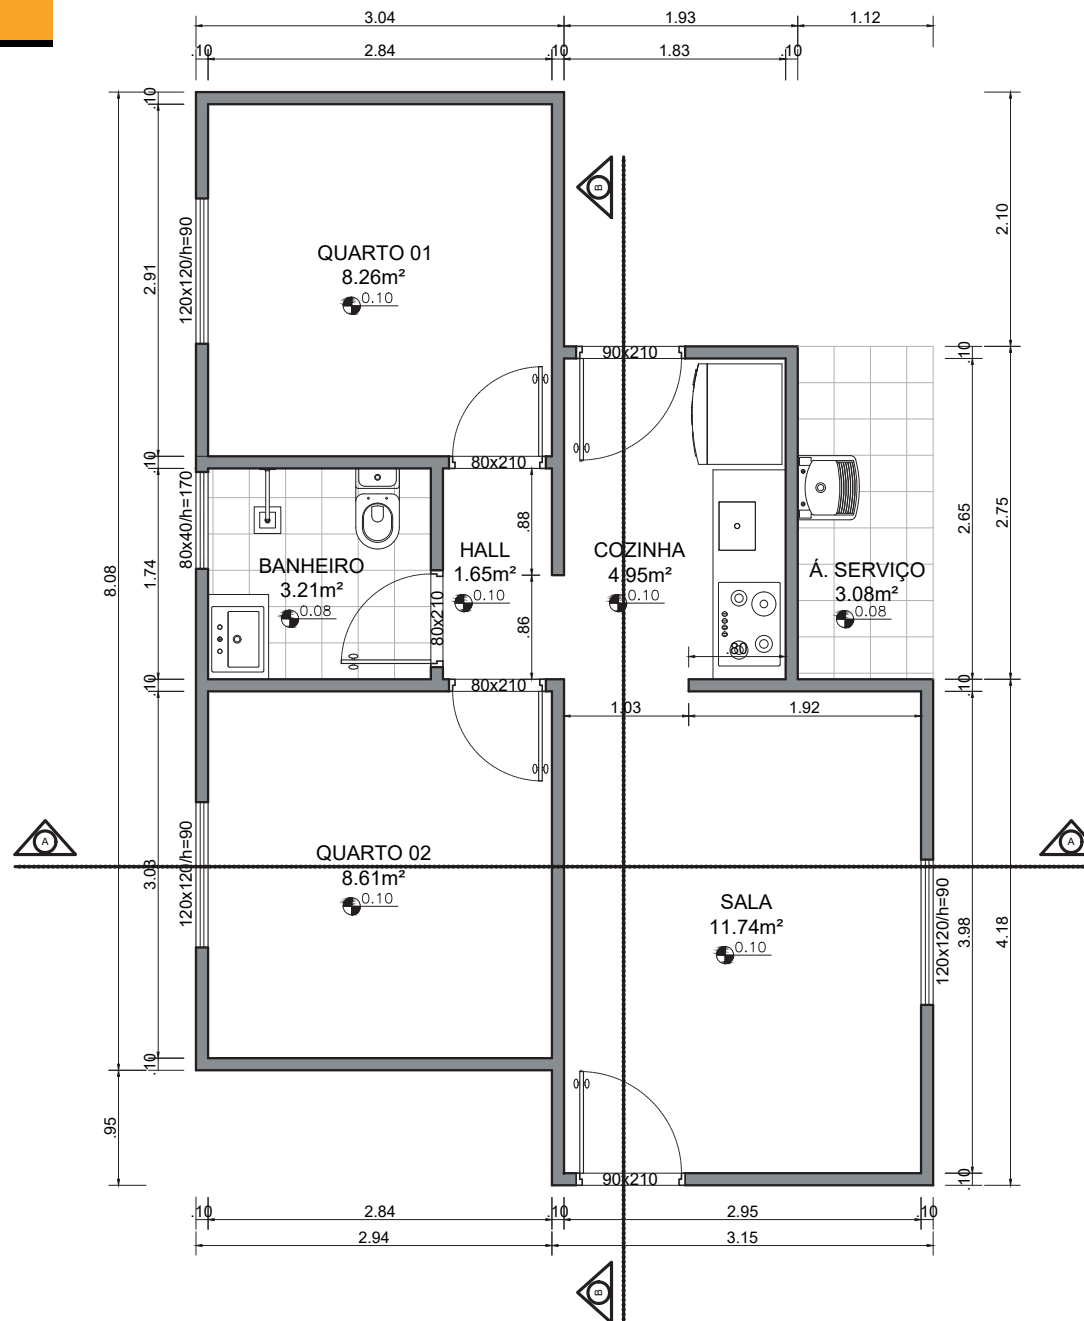 3.04
1.93
1.12
.10
2.84
.10
1.83
.10
.10
8.08
2.91
120x120/h=90
QUARTO 01
8.26m²
0.10
B
2.10
90x210
.10
.10
80x210
80x40/h=170
1.74
BANHEIRO
3.21m²
0.08
80x210
HALL
1.65m²
0.10
.88
.86
COZINHA
4.95m²
0.10
.80
Á. SERVIÇO
3.08m²
0.08
2.65
2.75
.10
80x210
.10
1.03
1.92
A
A
3.03
120x120/h=90
QUARTO 02
8.61m²
0.10
SALA
11.74m²
0.10
120x120/h=90
3.98
4.18
.10
.95
90x210
.10
.10
2.84
.10
2.95
.10
2.94
3.15
B